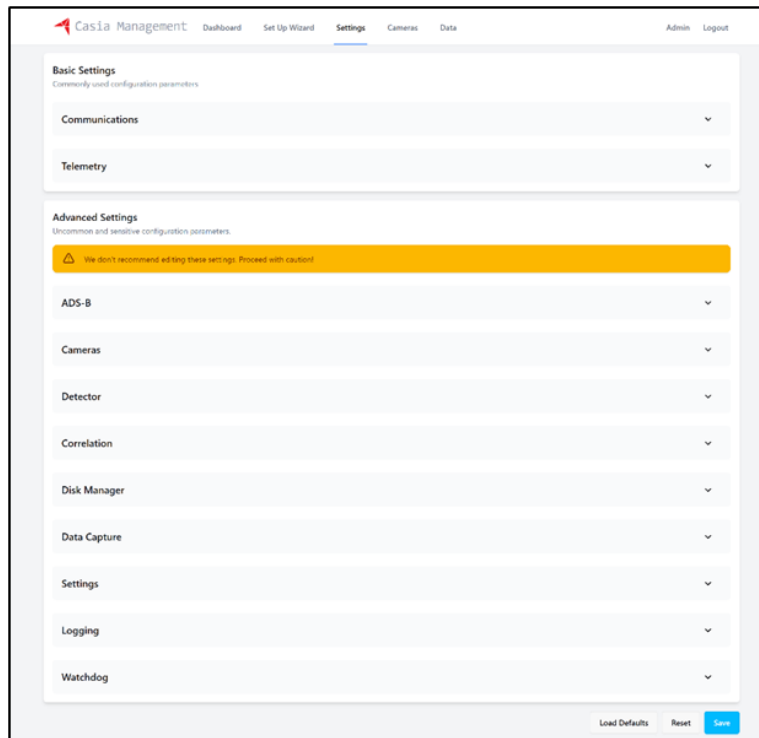 Casia Management Dashboard Set Up Wizard Settings Cameras Data Admin Logout
Basic Settings
Commonly used configuration parameters
Communications
Telemetry
Advanced Settings
Uncommon and sensitive configuration parameters.
We don't recommend editing these settings. Proceed with caution!
ADS-B
Cameras
Detector
Correlation
Disk Manager
Data Capture
Settings
Logging
Watchdog
Load Defaults Reset Save